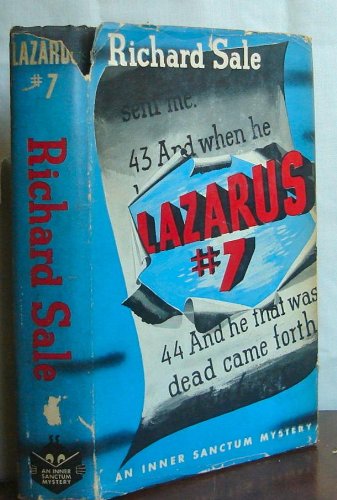 LAZARUS
#7
Richard Sale
AN INNER
SANCTUM
MYSTERY
Richard Sale
sent me.
43 And when he
LAZARUS
#7
44 And he that was
dead came forth,
AN INNER SANCTUM MYSTERY